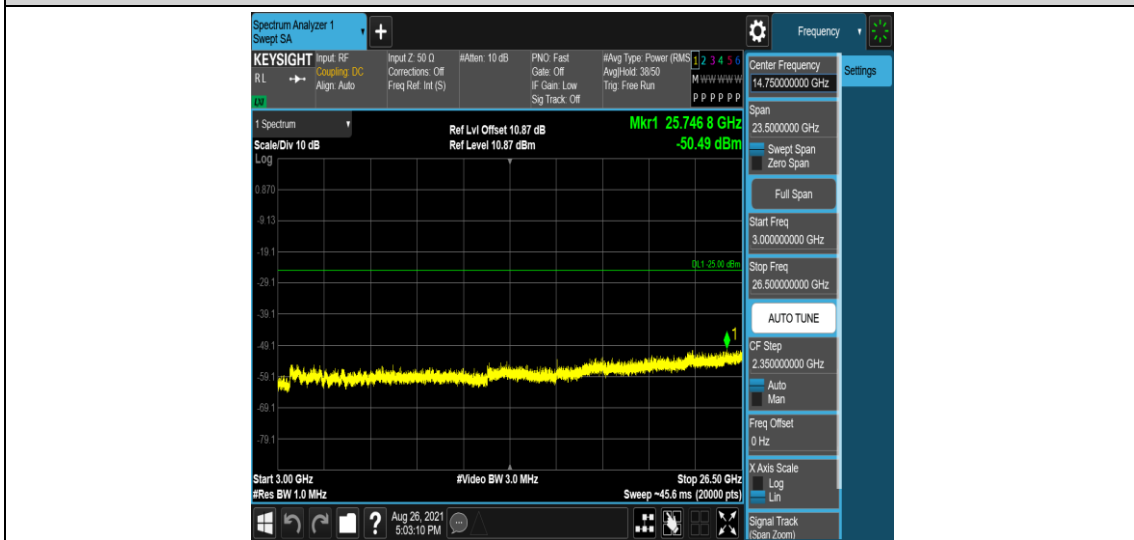 Spectrum Analyzer 1
Swept SA
+
Frequency
KEYSIGHT
RL
LXI
Input: RF
Coupling: DC
Align: Auto
Input Z: 50 Ω
Corrections: Off
Freq Ref: Int (S)
#Atten: 10 dB
PNO: Fast
Gate: Off
IF Gain: Low
Sig Track: Off
#Avg Type: Power (RMS
Avg|Hold: 38/50
Trig: Free Run
1 2 3 4 5 6
M W W W W W
P P P P P P
1 Spectrum
Scale/Div 10 dB
Log
Ref Lvl Offset 10.87 dB
Ref Level 10.87 dBm
Mkr1 25.746 8 GHz
-50.49 dBm
0.870
-9.13
-19.1
DL1 -25.00 dBm
-29.1
-39.1
1
-49.1
-59.1
-69.1
-79.1
Start 3.00 GHz
#Res BW 1.0 MHz
#Video BW 3.0 MHz
Stop 26.50 GHz
Sweep ~45.6 ms (20000 pts)
?
Aug 26, 2021
5:03:10 PM
Center Frequency
14.750000000 GHz
Settings
Span
23.5000000 GHz
Swept Span
Zero Span
Full Span
Start Freq
3.000000000 GHz
Stop Freq
26.500000000 GHz
AUTO TUNE
CF Step
2.350000000 GHz
Auto
Man
Freq Offset
0 Hz
X Axis Scale
Log
Lin
Signal Track
(Span Zoom)